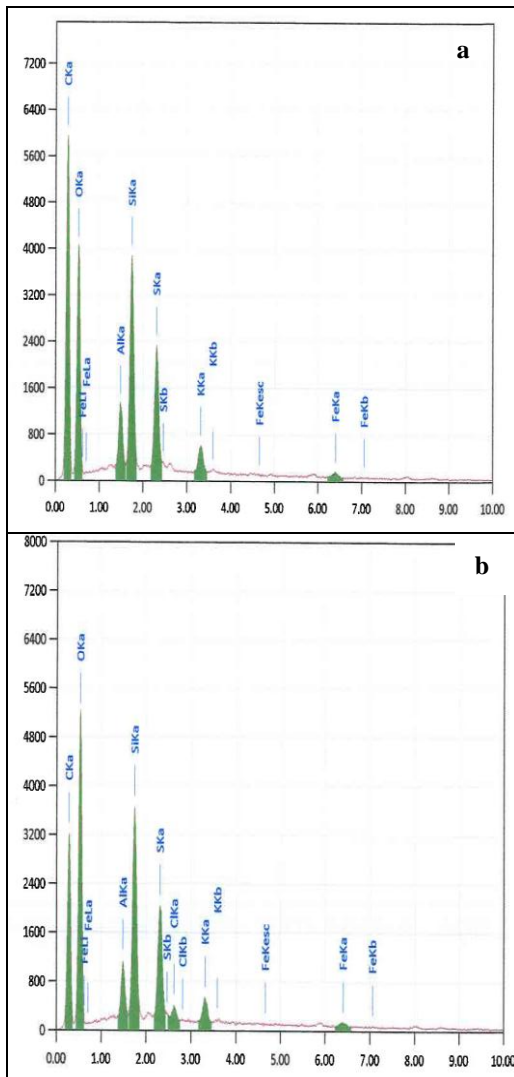 a
7200
6400
5600
4800
4000
3200
2400
1600
800
0
CKa
OKa
FeLl
FeLa
AlKa
SiKa
SKa
SKb
KKa
KKb
FeKesc
FeKa
FeKb
0.00 1.00 2.00 3.00 4.00 5.00 6.00 7.00 8.00 9.00 10.00
b
8000
7200
6400
5600
4800
4000
3200
2400
1600
800
0
CKa
OKa
FeLl
FeLa
AlKa
SiKa
SKa
SKb
ClKa
ClKb
KKa
KKb
FeKesc
FeKa
FeKb
0.00 1.00 2.00 3.00 4.00 5.00 6.00 7.00 8.00 9.00 10.00